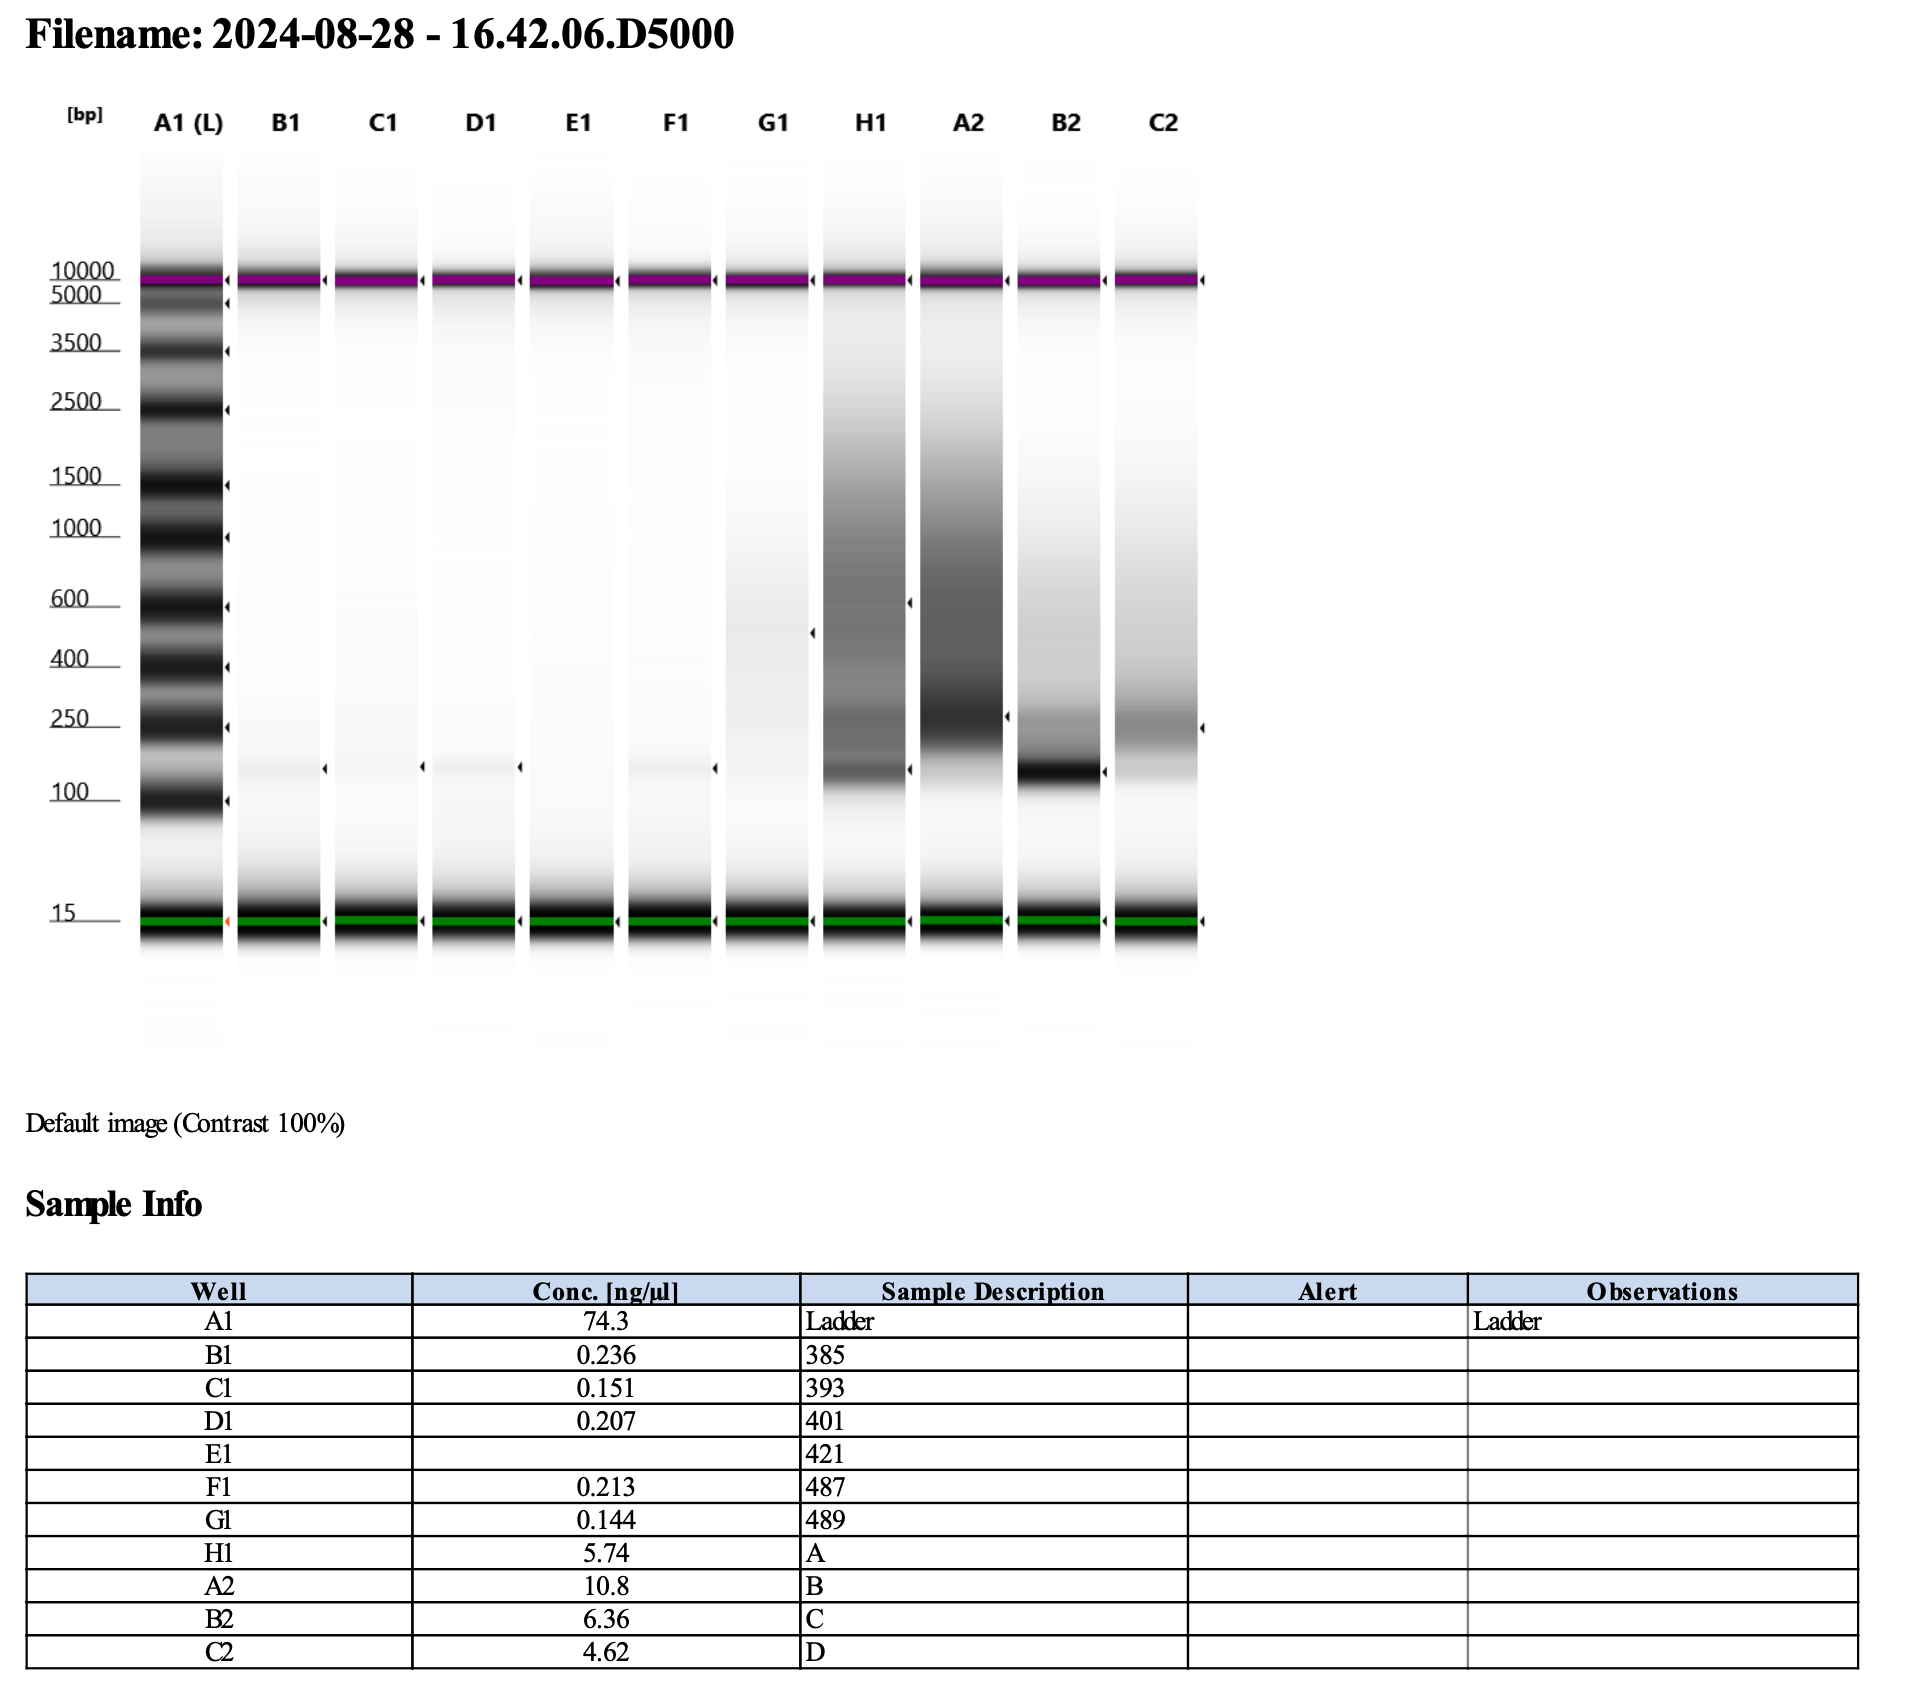 Filename: 2024-08-28 - 16.42.06.D5000
[bp] A1 (L) B1 C1 D1 E1 F1 G1 H1 A2 B2 C2
10000
5000
3500
2500
1500
1000
600
400
250
100
15
Default image (Contrast 100%)
Sample Info
Well Conc. [ng/µl] Sample Description Alert Observations
A1 74.3 Ladder Ladder
B1 0.236 385
C1 0.151 393
D1 0.207 401
E1 421
F1 0.213 487
G1 0.144 489
H1 5.74 A
A2 10.8 B
B2 6.36 C
C2 4.62 D